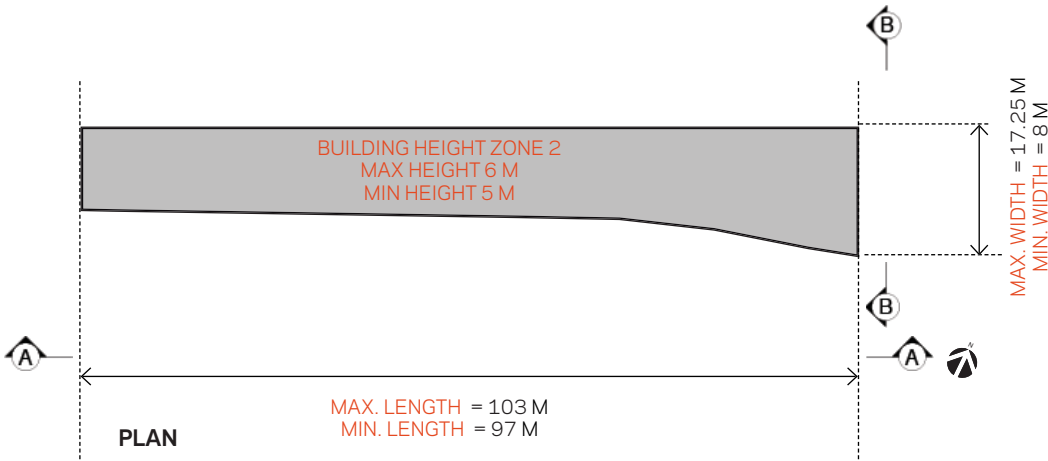 B
BUILDING HEIGHT ZONE 2
MAX HEIGHT 6 M
MIN HEIGHT 5 M
MAX. WIDTH = 17.25 M
MIN. WIDTH = 8 M
B
A
A
N
MAX. LENGTH = 103 M
MIN. LENGTH = 97 M
PLAN